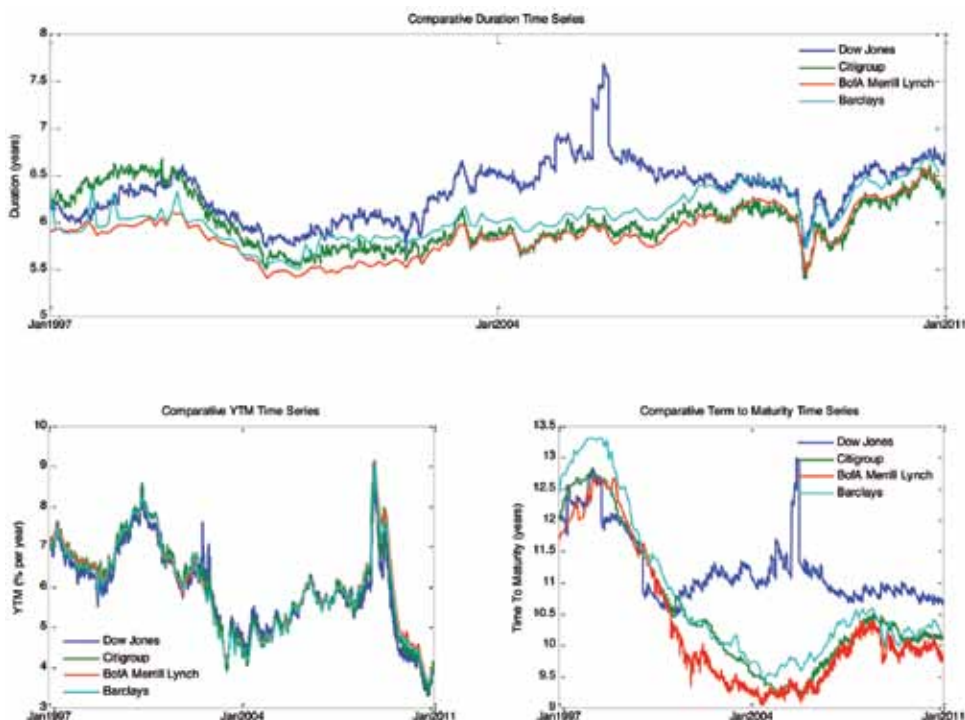 Comparative Duration Time Series
8
7.5
7
6.5
6
5.5
5
Duration (years)
Dow Jones
Citigroup
BofA Merrill Lynch
Barclays
Jan1997
Jan2004
Jan2011
Comparative YTM Time Series
10
9
8
7
6
5
4
3
YTM (% per year)
Dow Jones
Citigroup
BofA Merrill Lynch
Barclays
Jan1997
Jan2004
Jan2011
Comparative Term to Maturity Time Series
13.5
13
12.5
12
11.5
11
10.5
10
9.5
9
Time To Maturity (years)
Dow Jones
Citigroup
BofA Merrill Lynch
Barclays
Jan1997
Jan2004
Jan2011